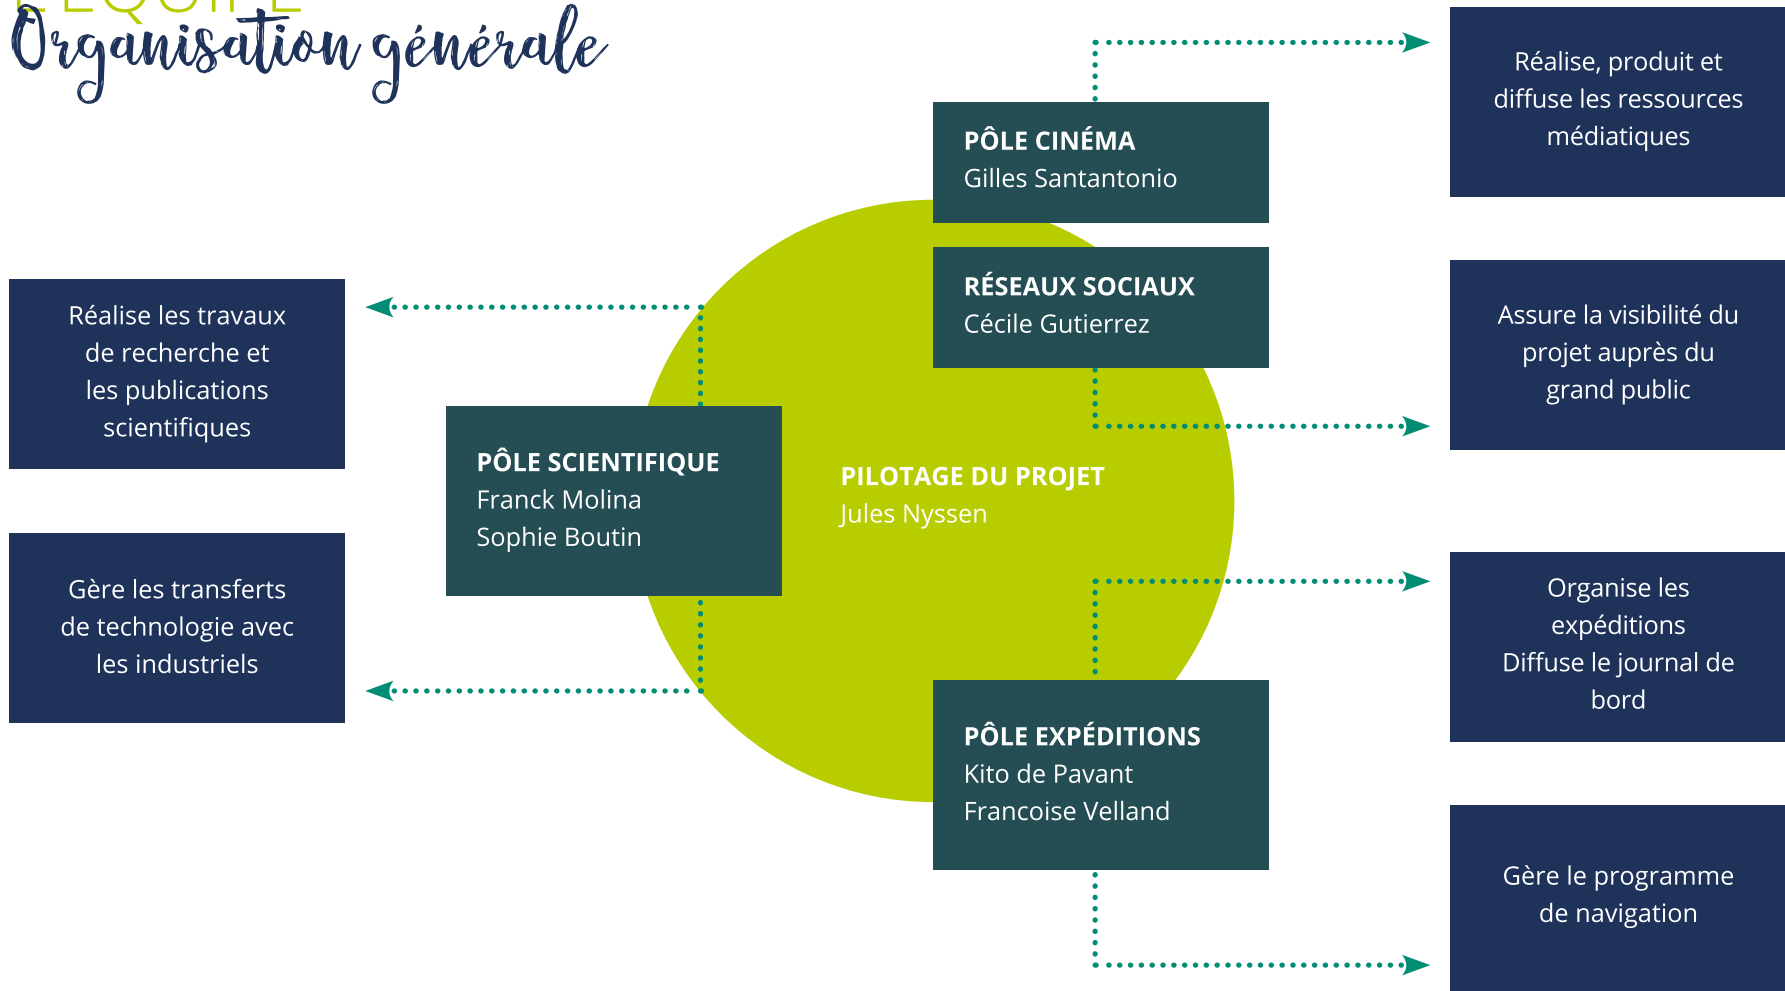 L'ÉQUIPE
Organisation générale
Réalise, produit et
diffuse les ressources
médiatiques
PÔLE CINÉMA
Gilles Santantonio
RÉSEAUX SOCIAUX
Cécile Gutierrez
Assure la visibilité du
projet auprès du
grand public
Réalise les travaux
de recherche et
les publications
scientifiques
PÔLE SCIENTIFIQUE
Franck Molina
Sophie Boutin
PILOTAGE DU PROJET
Jules Nyssen
Gère les transferts
de technologie avec
les industriels
Organise les
expéditions
Diffuse le journal de
bord
PÔLE EXPÉDITIONS
Kito de Pavant
Francoise Velland
Gère le programme
de navigation